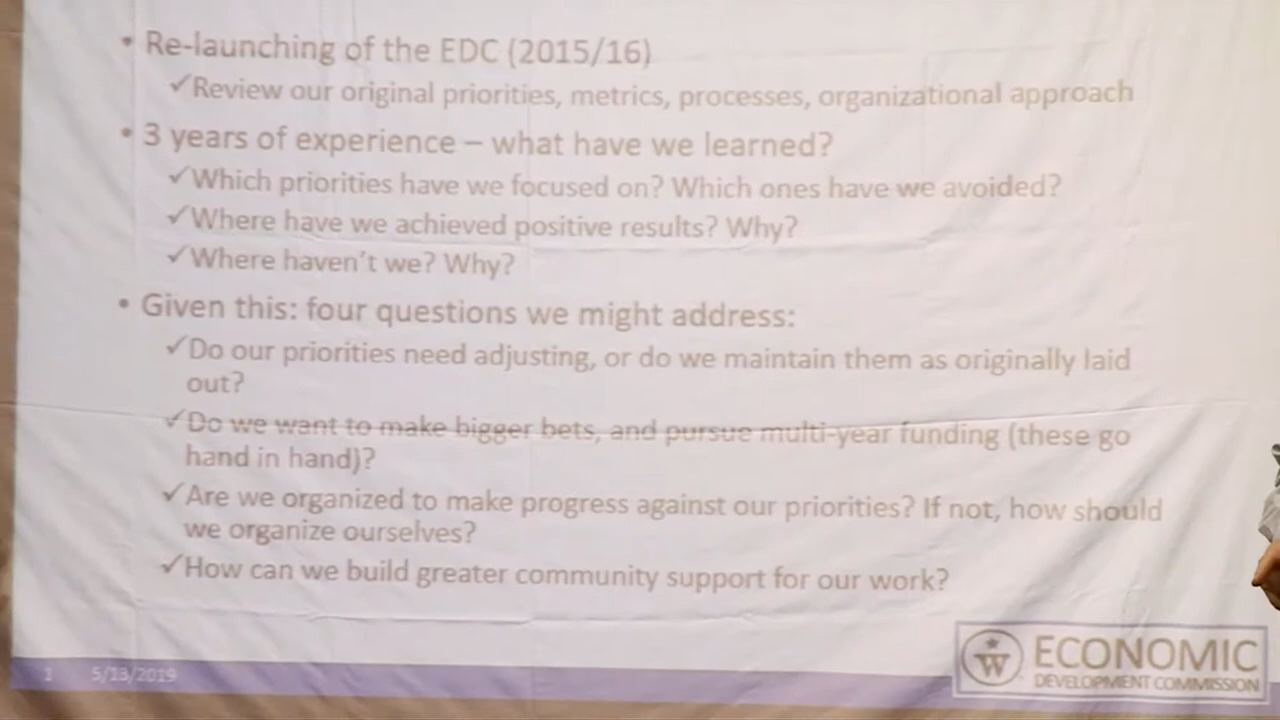 • Re-launching of the EDC (2015/16)
✓Review our original priorities, metrics, processes, organizational approach
• 3 years of experience – what have we learned?
✓Which priorities have we focused on? Which ones have we avoided?
✓Where have we achieved positive results? Why?
✓Where haven't we? Why?
• Given this: four questions we might address:
✓Do our priorities need adjusting, or do we maintain them as originally laid
out?
✓Do we want to make bigger bets, and pursue multi-year funding (these go
hand in hand)?
✓Are we organized to make progress against our priorities? If not, how should
we organize ourselves?
✓How can we build greater community support for our work?
1 5/13/2019
W ECONOMIC
DEVELOPMENT COMMISSION